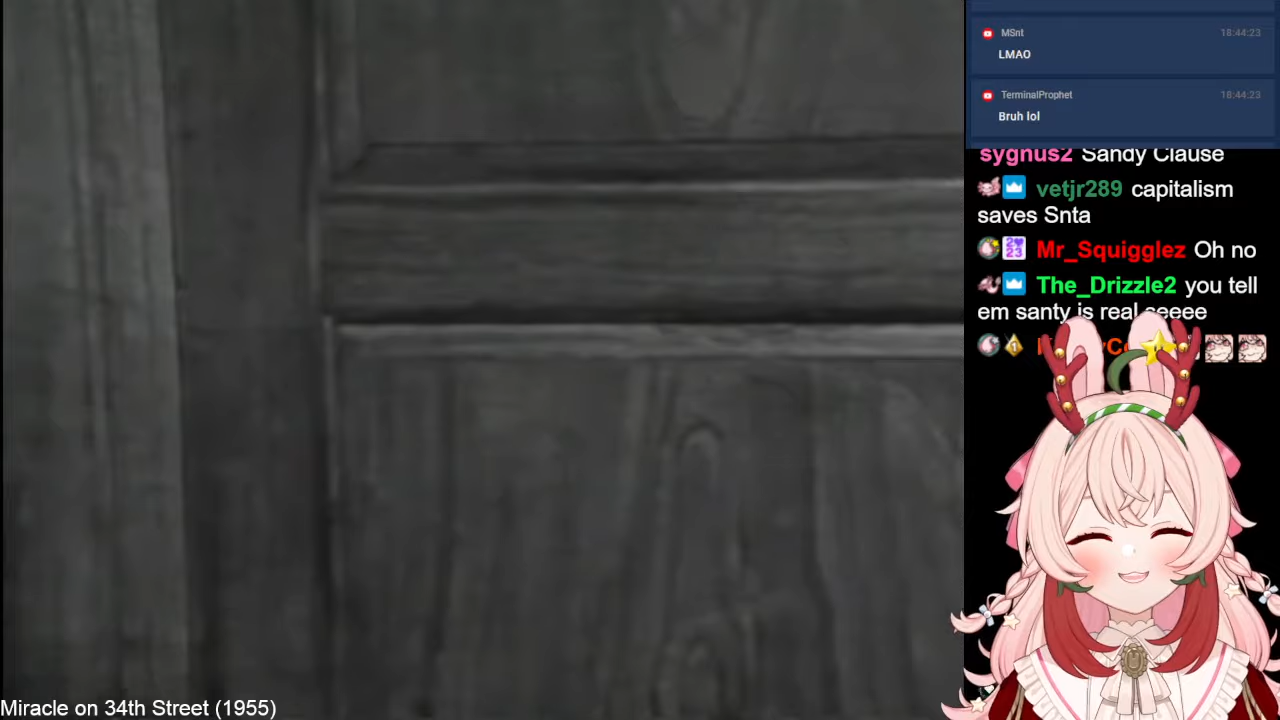 MSnt 18:44:23
LMAO
TerminalProphet 18:44:23
Bruh lol
sygnus2 Sandy Clause
vetjr289 capitalism
saves Snta
Mr_Squigglez Oh no
The_Drizzle2 you tell
em santy is real seeee
Miracle on 34th Street (1955)